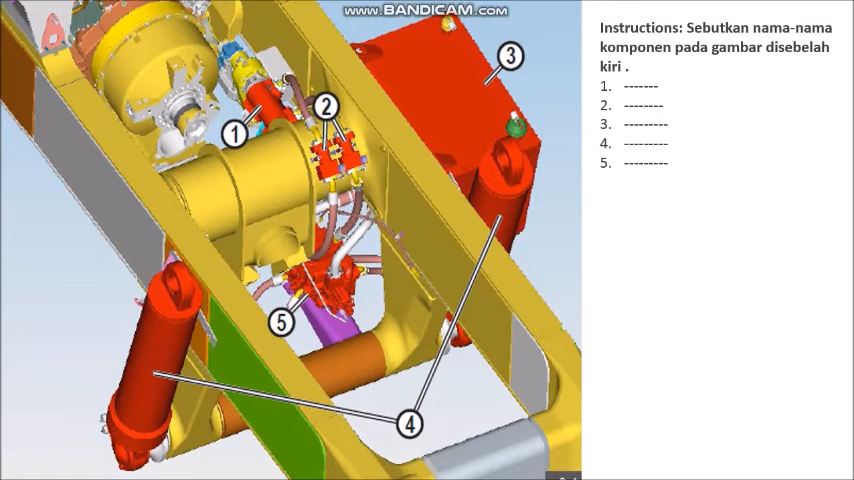 WWW.BANDICAM.COM
Instructions: Sebutkan nama-nama
komponen pada gambar disebelah
kiri .
1. -------
2. --------
3. ---------
4. ---------
5. ---------
3
2
1
5
4